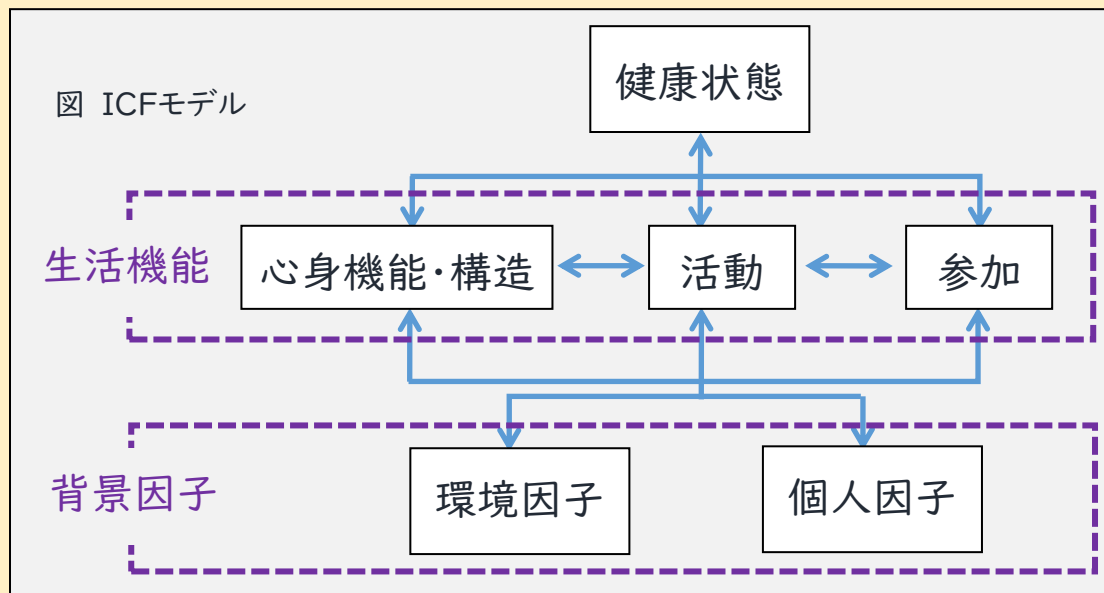 健康状態
図 ICFモデル
生活機能
心身機能・構造
活動
参加
背景因子
環境因子
個人因子